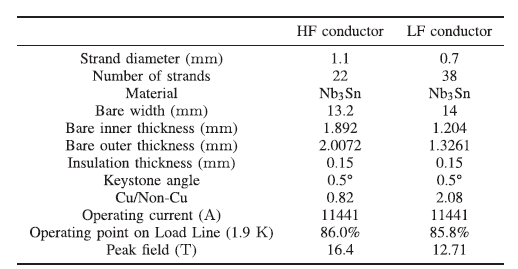 HF conductor LF conductor
Strand diameter (mm) 1.1 0.7
Number of strands 22 38
Material Nb₃Sn Nb₃Sn
Bare width (mm) 13.2 14
Bare inner thickness (mm) 1.892 1.204
Bare outer thickness (mm) 2.0072 1.3261
Insulation thickness (mm) 0.15 0.15
Keystone angle 0.5° 0.5°
Cu/Non-Cu 0.82 2.08
Operating current (A) 11441 11441
Operating point on Load Line (1.9 K) 86.0% 85.8%
Peak field (T) 16.4 12.71